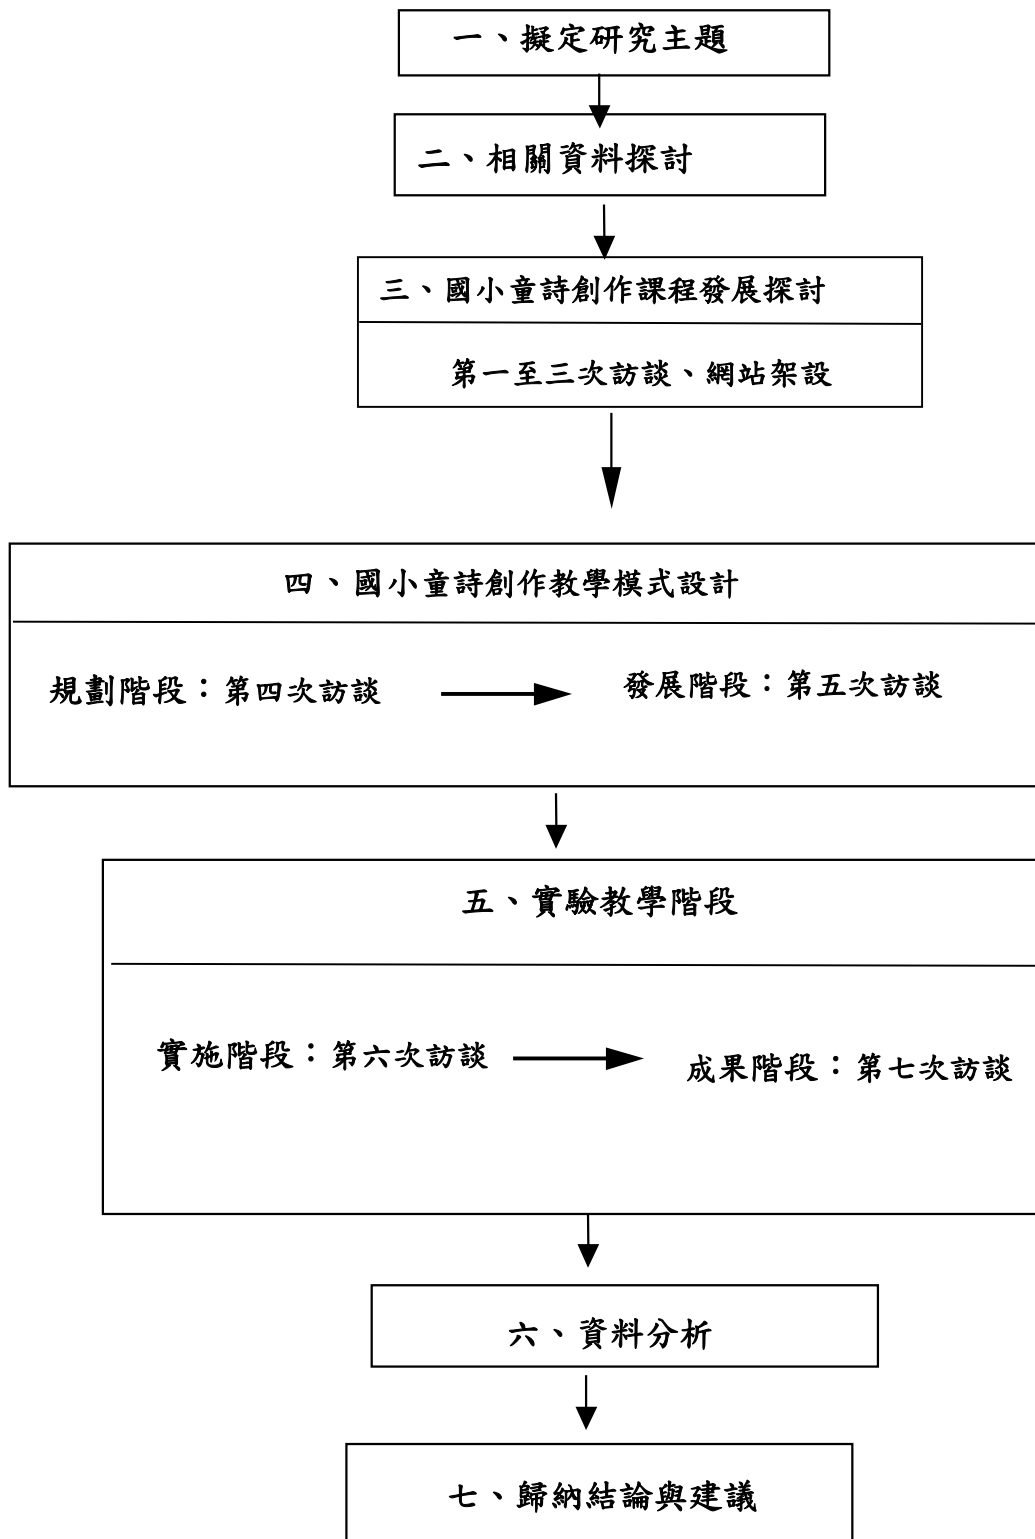 一、擬定研究主題
二、相關資料探討
三、國小童詩創作課程發展探討
第一至三次訪談、網站架設
四、國小童詩創作教學模式設計
規劃階段：第四次訪談
發展階段：第五次訪談
五、實驗教學階段
實施階段：第六次訪談
成果階段：第七次訪談
六、資料分析
七、歸納結論與建議